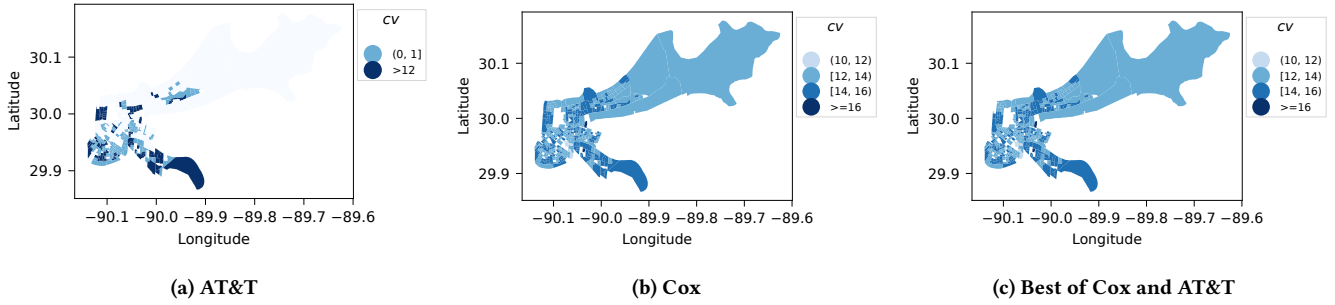 cv
(0, 1]
>12
30.1
30.0
29.9
Latitude
−90.1 −90.0 −89.9 −89.8 −89.7 −89.6
Longitude
(a) AT&T
cv
(10, 12)
[12, 14)
[14, 16)
>=16
30.1
30.0
29.9
Latitude
−90.1 −90.0 −89.9 −89.8 −89.7 −89.6
Longitude
(b) Cox
cv
(10, 12)
[12, 14)
[14, 16)
>=16
30.1
30.0
29.9
Latitude
−90.1 −90.0 −89.9 −89.8 −89.7 −89.6
Longitude
(c) Best of Cox and AT&T